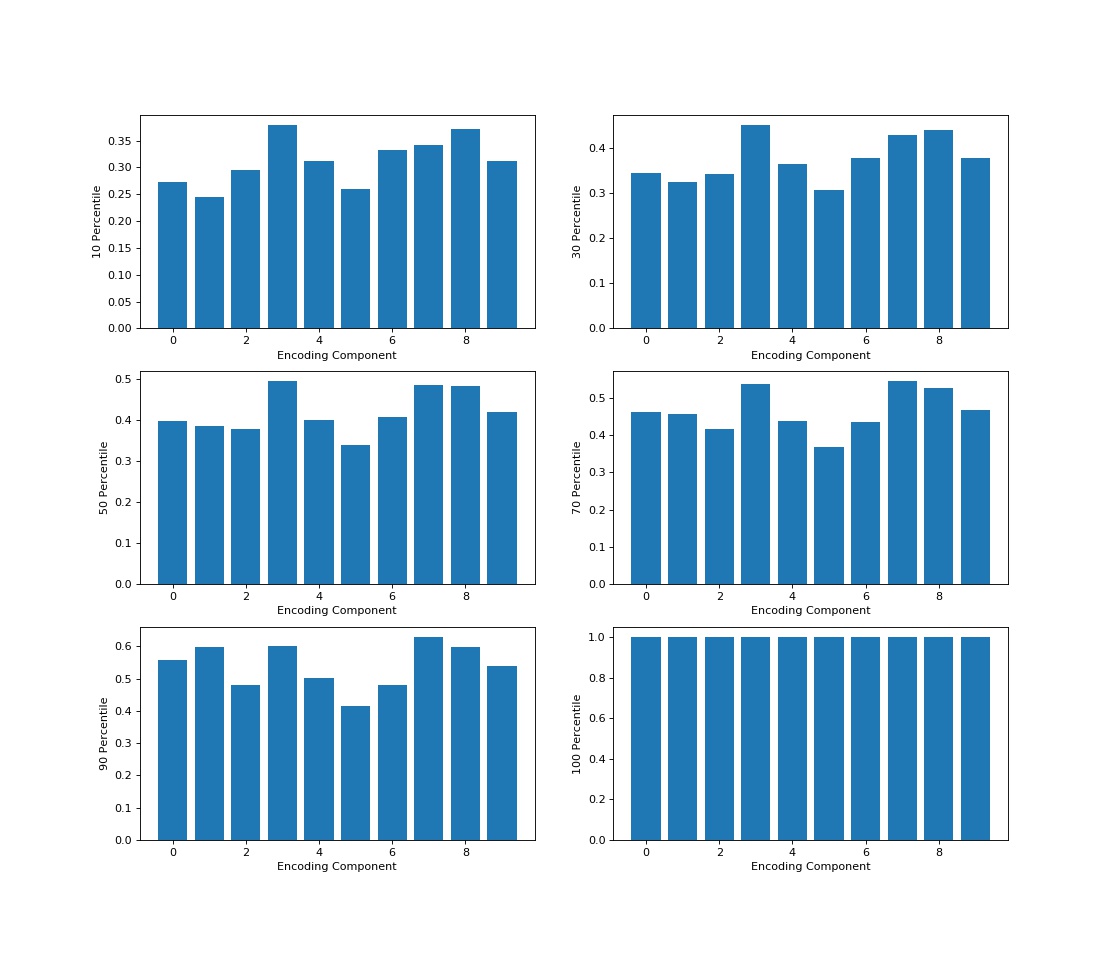 0.35
0.30
0.25
0.20
0.15
0.10
0.05
0.00
10 Percentile
0 2 4 6 8
Encoding Component
0.4
0.3
0.2
0.1
0.0
30 Percentile
0 2 4 6 8
Encoding Component
0.5
0.4
0.3
0.2
0.1
0.0
50 Percentile
0 2 4 6 8
Encoding Component
0.5
0.4
0.3
0.2
0.1
0.0
70 Percentile
0 2 4 6 8
Encoding Component
0.6
0.5
0.4
0.3
0.2
0.1
0.0
90 Percentile
0 2 4 6 8
Encoding Component
1.0
0.8
0.6
0.4
0.2
0.0
100 Percentile
0 2 4 6 8
Encoding Component